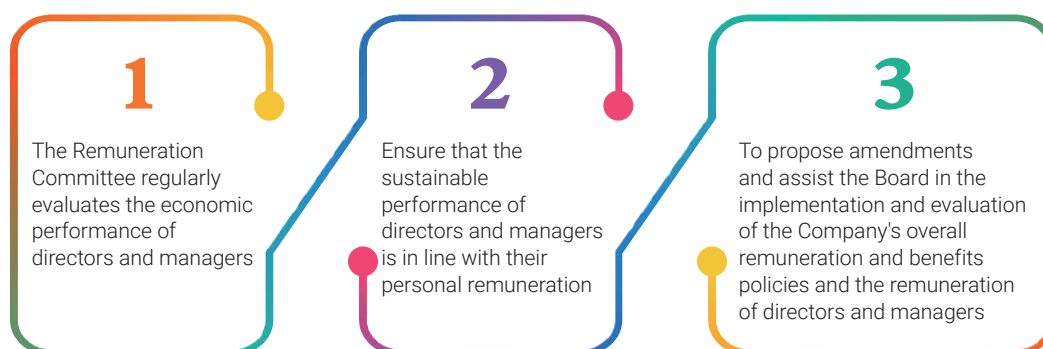 1
The Remuneration
Committee regularly
evaluates the economic
performance of
directors and managers
2
Ensure that the
sustainable
performance of
directors and managers
is in line with their
personal remuneration
3
To propose amendments
and assist the Board in the
implementation and evaluation
of the Company's overall
remuneration and benefits
policies and the remuneration
of directors and managers